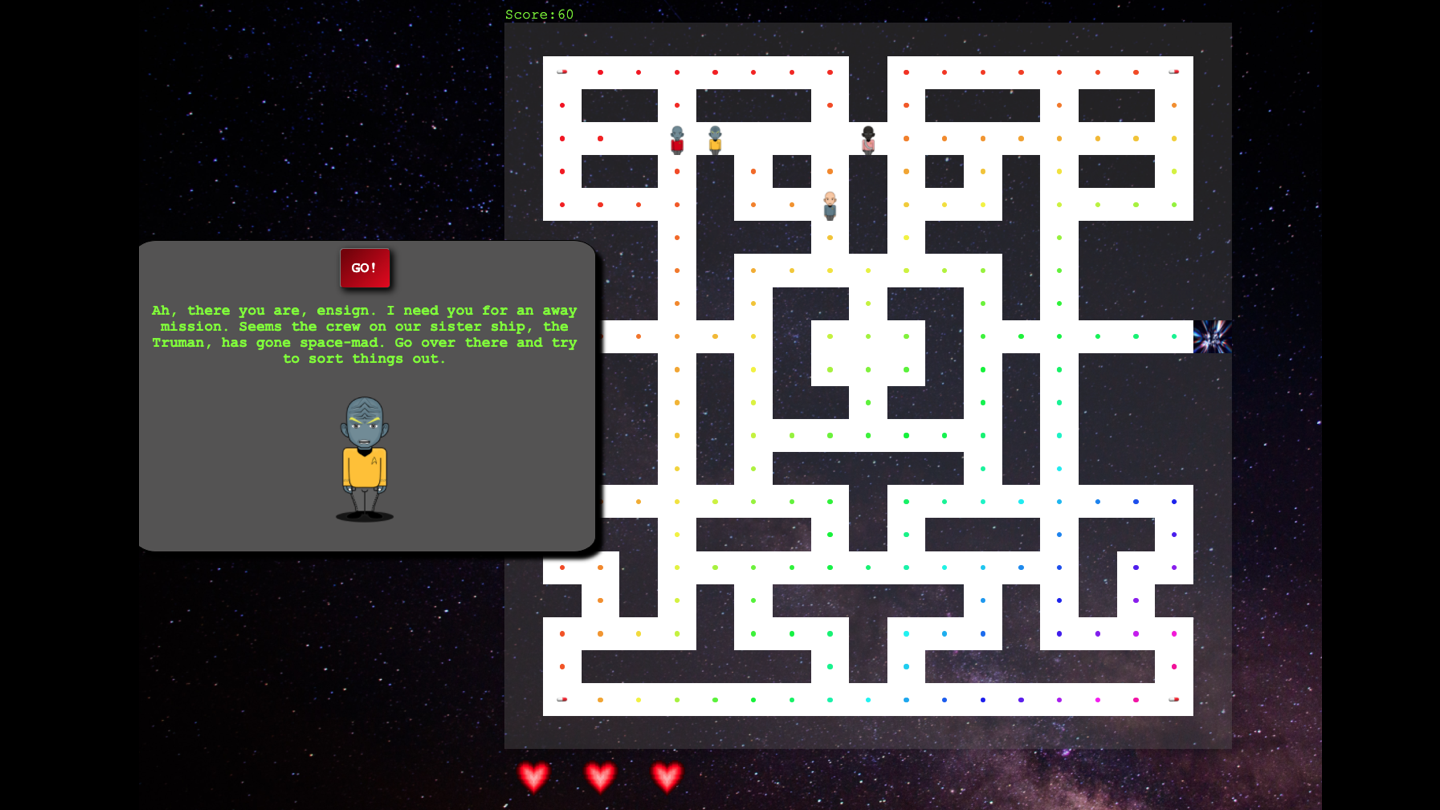 Score:60
GO!
Ah, there you are, ensign. I need you for an away
mission. Seems the crew on our sister ship, the
Truman, has gone space-mad. Go over there and try
to sort things out.
A